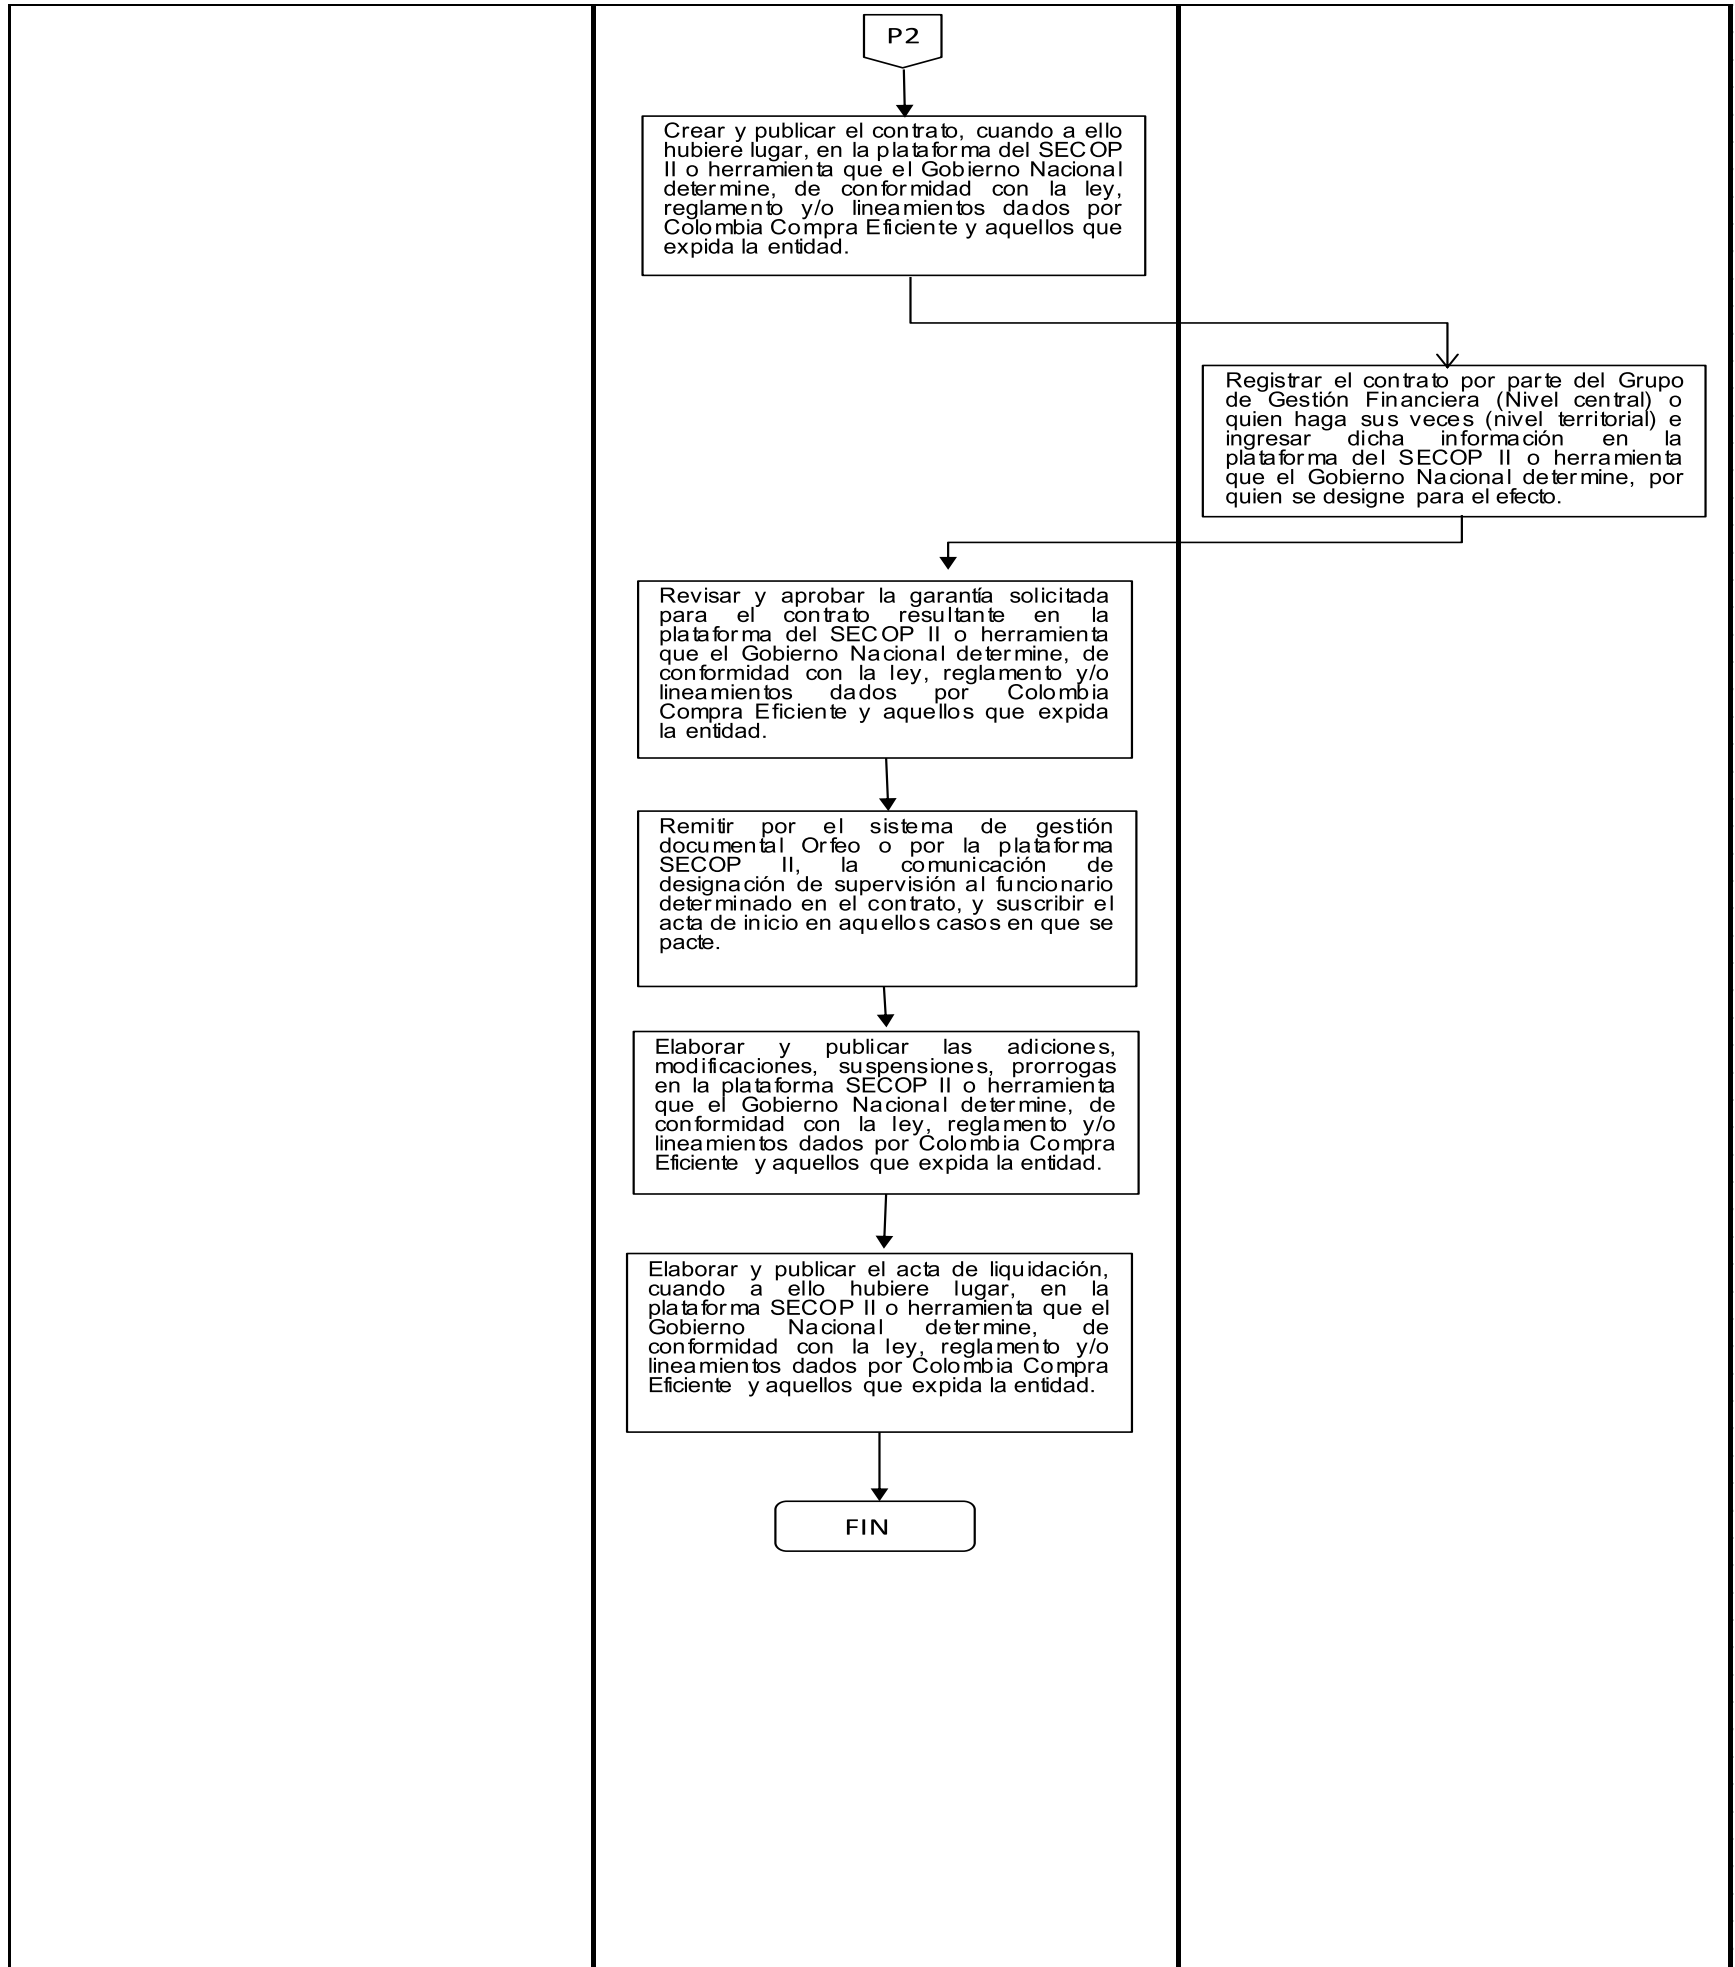 P2
Crear y publicar el contrato, cuando a ello
hubiere lugar, en la plataforma del SECOP
II o herramienta que el Gobierno Nacional
determine, de conformidad con la ley,
reglamento y/o lineamientos dados por
Colombia Compra Eficiente y aquellos que
expida la entidad.
Registrar el contrato por parte del Grupo
de Gestión Financiera (Nivel central) o
quien haga sus veces (nivel territorial) e
ingresar dicha información en la
plataforma del SECOP II o herramienta
que el Gobierno Nacional determine, por
quien se designe para el efecto.
Revisar y aprobar la garantía solicitada
para el contrato resultante en la
plataforma del SECOP II o herramienta
que el Gobierno Nacional determine, de
conformidad con la ley, reglamento y/o
lineamientos dados por Colombia
Compra Eficiente y aquellos que expida
la entidad.
Remitir por el sistema de gestión
documental Orfeo o por la plataforma
SECOP II, la comunicación de
designación de supervisión al funcionario
determinado en el contrato, y suscribir el
acta de inicio en aquellos casos en que se
pacte.
Elaborar y publicar las adiciones,
modificaciones, suspensiones, prorrogas
en la plataforma SECOP II o herramienta
que el Gobierno Nacional determine, de
conformidad con la ley, reglamento y/o
lineamientos dados por Colombia Compra
Eficiente y aquellos que expida la entidad.
Elaborar y publicar el acta de liquidación,
cuando a ello hubiere lugar, en la
plataforma SECOP II o herramienta que el
Gobierno Nacional determine, de
conformidad con la ley, reglamento y/o
lineamientos dados por Colombia Compra
Eficiente y aquellos que expida la entidad.
FIN